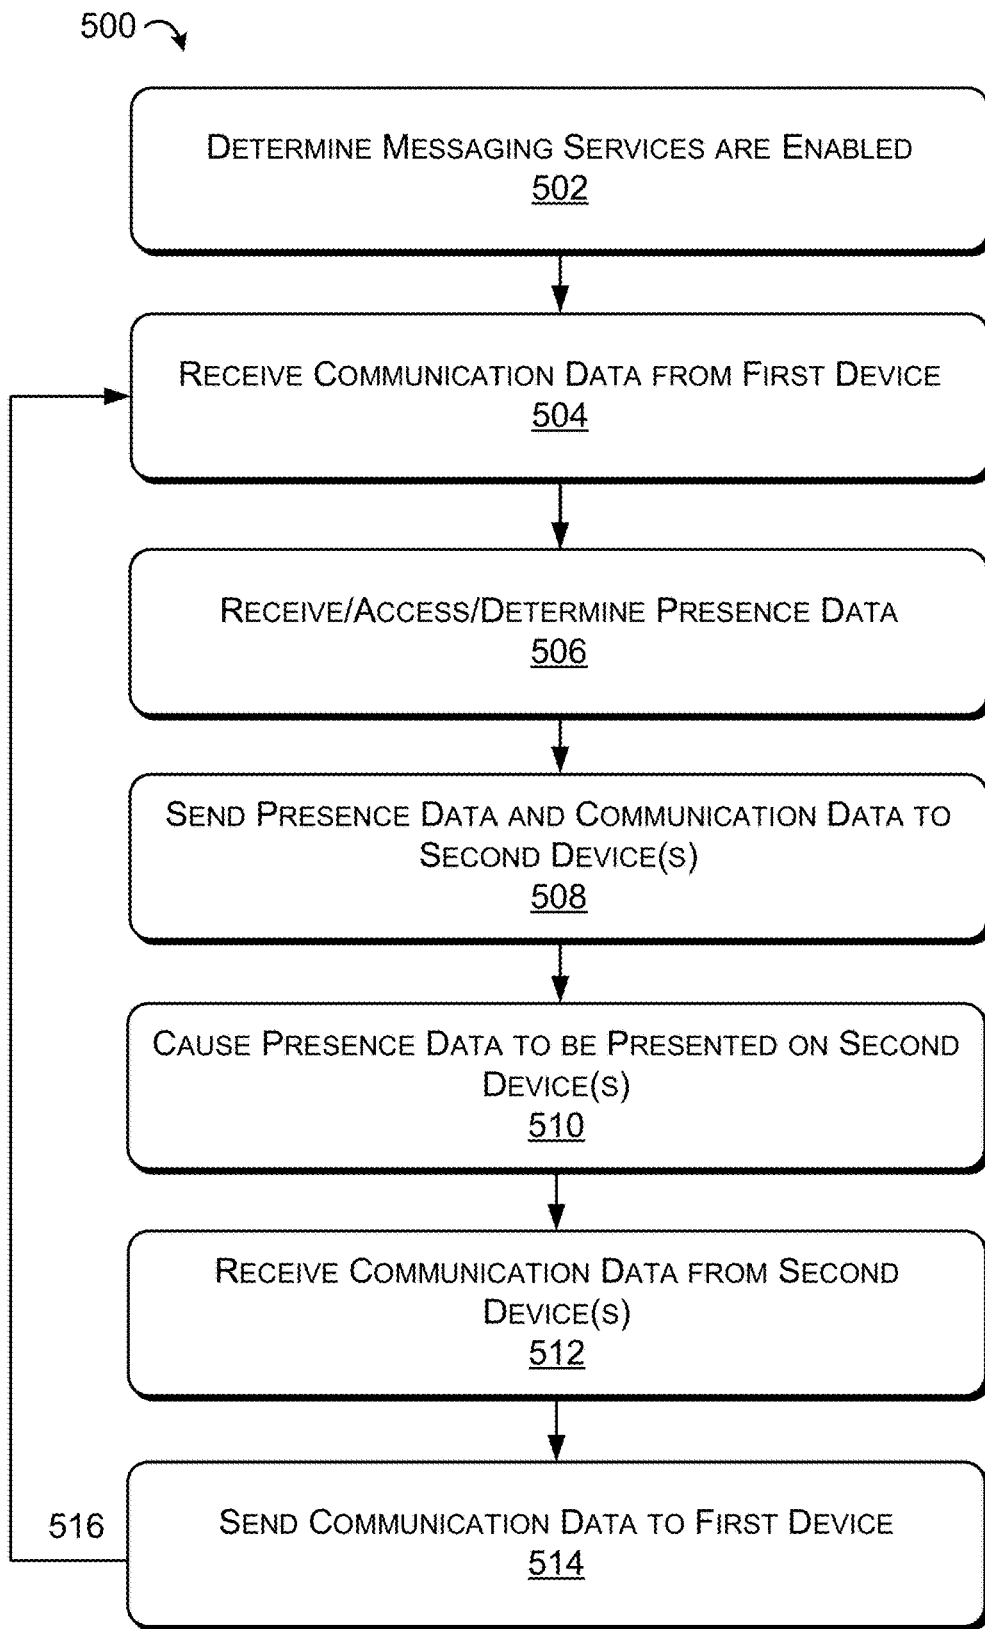 500
DETERMINE MESSAGING SERVICES ARE ENABLED
502
RECEIVE COMMUNICATION DATA FROM FIRST DEVICE
504
RECEIVE/ACCESS/DETERMINE PRESENCE DATA
506
SEND PRESENCE DATA AND COMMUNICATION DATA TO
SECOND DEVICE(S)
508
CAUSE PRESENCE DATA TO BE PRESENTED ON SECOND
DEVICE(S)
510
RECEIVE COMMUNICATION DATA FROM SECOND
DEVICE(S)
512
516
SEND COMMUNICATION DATA TO FIRST DEVICE
514